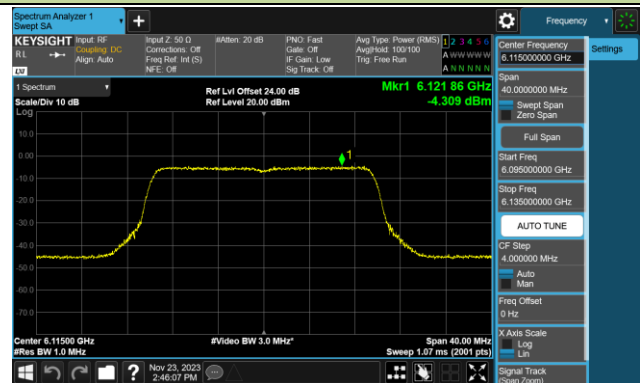 Spectrum Analyzer 1
Swept SA
+
Frequency
KEYSIGHT
RL
LXI
Input: RF
Coupling: DC
Align: Auto
Input Z: 50 Ω
Corrections: Off
Freq Ref: Int (S)
NFE: Off
#Atten: 20 dB
PNO: Fast
Gate: Off
IF Gain: Low
Sig Track: Off
Avg Type: Power (RMS)
Avg|Hold: 100/100
Trig: Free Run
1 2 3 4 5 6
A W W W W W
A N N N N N
1 Spectrum
Scale/Div 10 dB
Log
Ref Lvl Offset 24.00 dB
Ref Level 20.00 dBm
Mkr1 6.121 86 GHz
-4.309 dBm
1
10.0
0.00
-10.0
-20.0
-30.0
-40.0
-50.0
-60.0
-70.0
Center 6.11500 GHz
#Res BW 1.0 MHz
#Video BW 3.0 MHz*
Span 40.00 MHz
Sweep 1.07 ms (2001 pts)
Nov 23, 2023
2:46:07 PM
Center Frequency
6.115000000 GHz
Settings
Span
40.0000000 MHz
Swept Span
Zero Span
Full Span
Start Freq
6.095000000 GHz
Stop Freq
6.135000000 GHz
AUTO TUNE
CF Step
4.000000 MHz
Auto
Man
Freq Offset
0 Hz
X Axis Scale
Log
Lin
Signal Track
(Span Zoom)